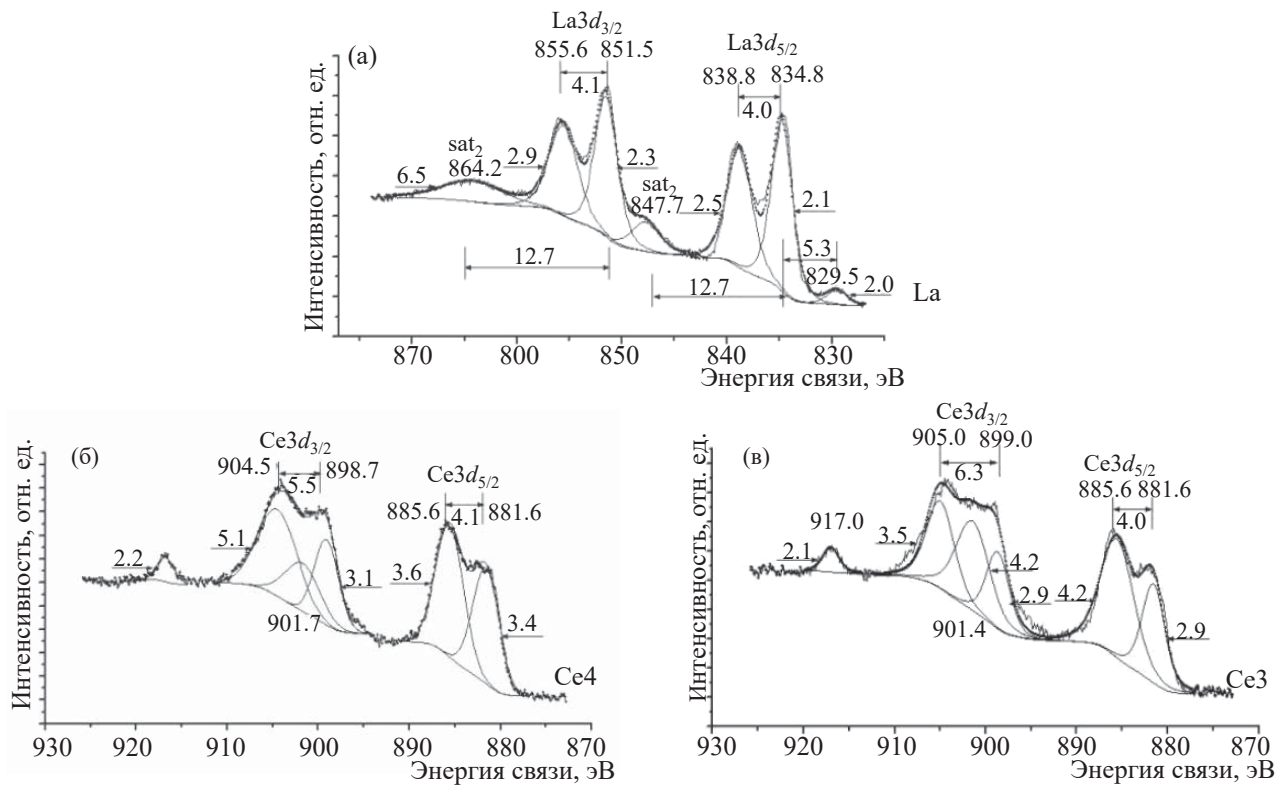 (а)
La3d3/2
855.6 851.5
4.1
La3d5/2
838.8 834.8
4.0
sat2
864.2
6.5
2.9
2.3
sat2
847.7
2.5
2.1
5.3
829.5
2.0
12.7
12.7
La
Интенсивность, отн. ед.
870 800 850 840 830
Энергия связи, эВ
(б)
Ce3d3/2
904.5 898.7
5.5
Ce3d5/2
885.6 881.6
4.1
2.2
5.1
3.1
3.6
3.4
901.7
Ce4
Интенсивность, отн. ед.
930 920 910 900 890 880 870
Энергия связи, эВ
(в)
Ce3d3/2
905.0 899.0
6.3
Ce3d5/2
885.6 881.6
4.0
917.0
2.1
3.5
4.2
2.9
4.2
2.9
901.4
Ce3
Интенсивность, отн. ед.
930 920 910 900 890 880 870
Энергия связи, эВ